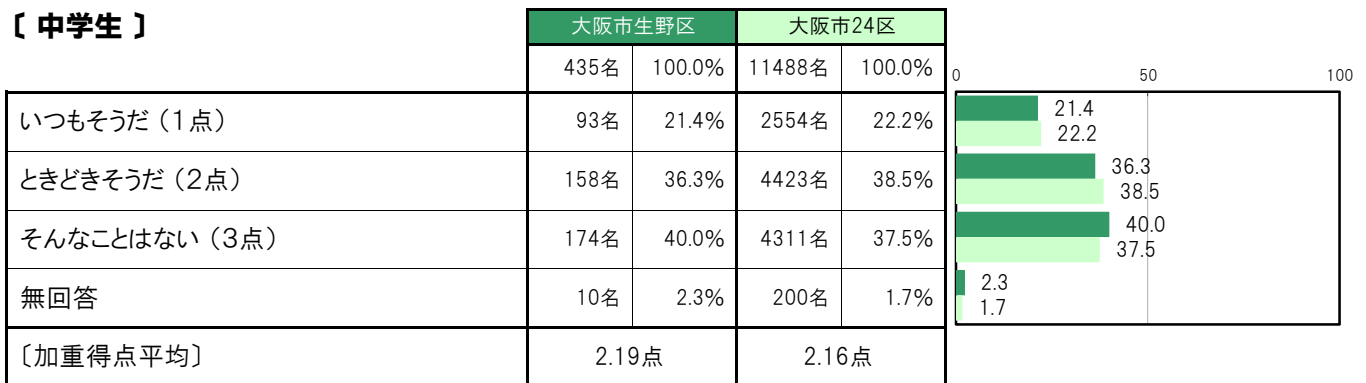 〔 中学生 〕
大阪市生野区 大阪市24区
435名 100.0% 11488名 100.0%
0 50 100
いつもそうだ（１点） 93名 21.4% 2554名 22.2%
21.4
22.2
ときどきそうだ（２点） 158名 36.3% 4423名 38.5%
36.3
38.5
そんなことはない（３点） 174名 40.0% 4311名 37.5%
40.0
37.5
無回答 10名 2.3% 200名 1.7%
2.3
1.7
〔加重得点平均〕 2.19点 2.16点